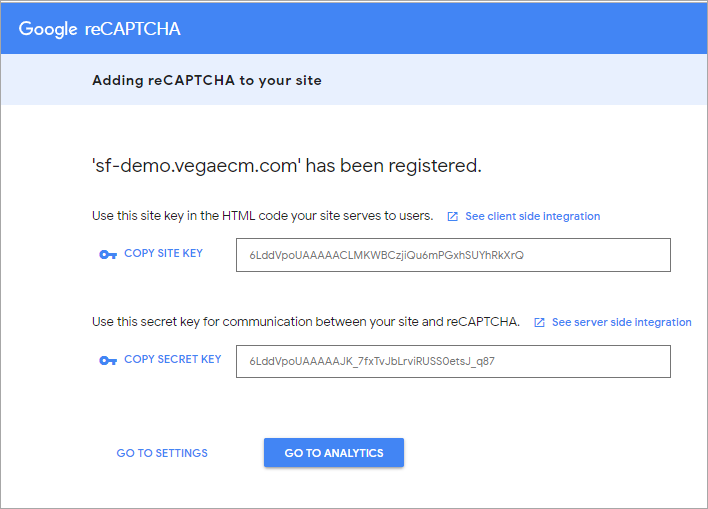 Google reCAPTCHA
Adding reCAPTCHA to your site
'sf-demo.vegaecm.com' has been registered.
Use this site key in the HTML code your site serves to users. See client side integration
COPY SITE KEY 6LddVpoUAAAAACLMKWBCzjiQu6mPGxhSUYhRkXrQ
Use this secret key for communication between your site and reCAPTCHA. See server side integration
COPY SECRET KEY 6LddVpoUAAAAAJK_7fxTvJbLrviRUSS0etsJ_q87
GO TO SETTINGS GO TO ANALYTICS